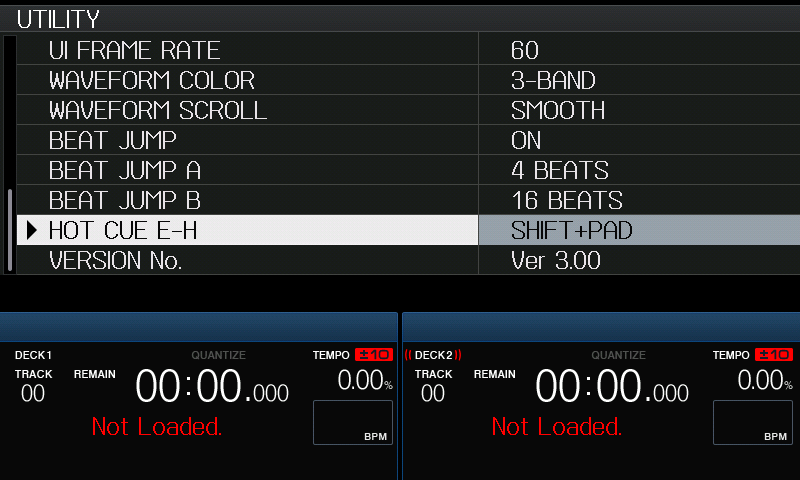 UTILITY
UI FRAME RATE 60
WAVEFORM COLOR 3-BAND
WAVEFORM SCROLL SMOOTH
BEAT JUMP ON
BEAT JUMP A 4 BEATS
BEAT JUMP B 16 BEATS
HOT CUE E-H SHIFT+PAD
VERSION No. Ver 3.00
DECK1 QUANTIZE TEMPO ±10
TRACK 00 REMAIN 00:00.000 0.00%
Not Loaded.
BPM
DECK2 QUANTIZE TEMPO ±10
TRACK 00 REMAIN 00:00.000 0.00%
Not Loaded.
BPM